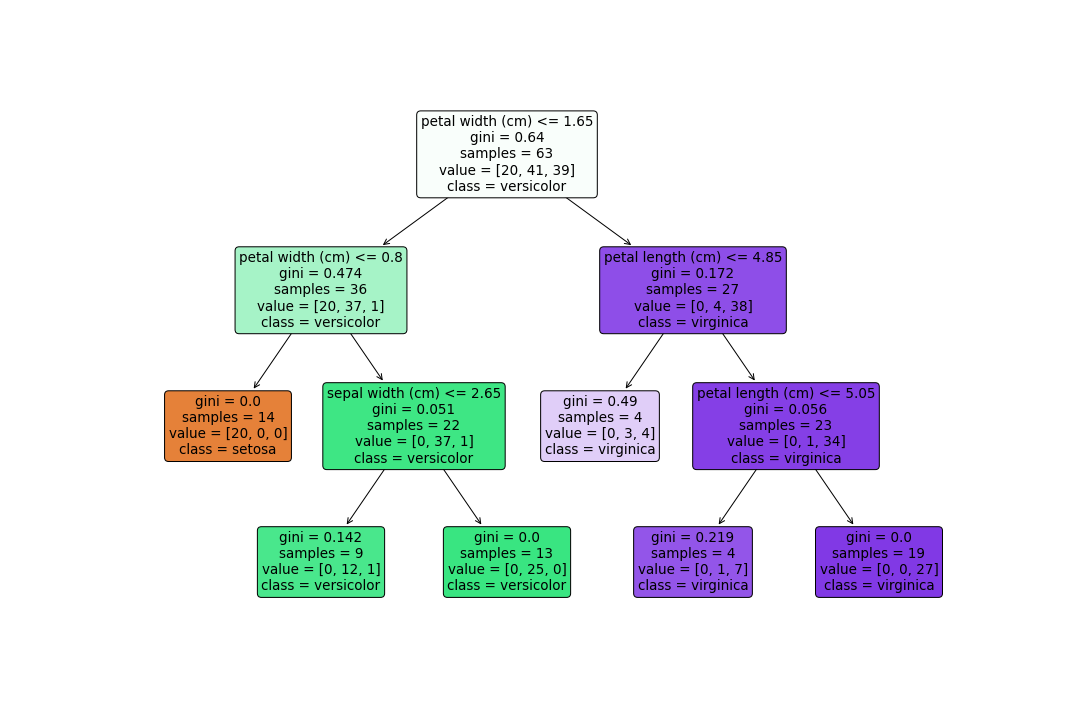 petal width (cm) <= 1.65
gini = 0.64
samples = 63
value = [20, 41, 39]
class = versicolor
petal width (cm) <= 0.8
gini = 0.474
samples = 36
value = [20, 37, 1]
class = versicolor
petal length (cm) <= 4.85
gini = 0.172
samples = 27
value = [0, 4, 38]
class = virginica
gini = 0.0
samples = 14
value = [20, 0, 0]
class = setosa
sepal width (cm) <= 2.65
gini = 0.051
samples = 22
value = [0, 37, 1]
class = versicolor
gini = 0.49
samples = 4
value = [0, 3, 4]
class = virginica
petal length (cm) <= 5.05
gini = 0.056
samples = 23
value = [0, 1, 34]
class = virginica
gini = 0.142
samples = 9
value = [0, 12, 1]
class = versicolor
gini = 0.0
samples = 13
value = [0, 25, 0]
class = versicolor
gini = 0.219
samples = 4
value = [0, 1, 7]
class = virginica
gini = 0.0
samples = 19
value = [0, 0, 27]
class = virginica